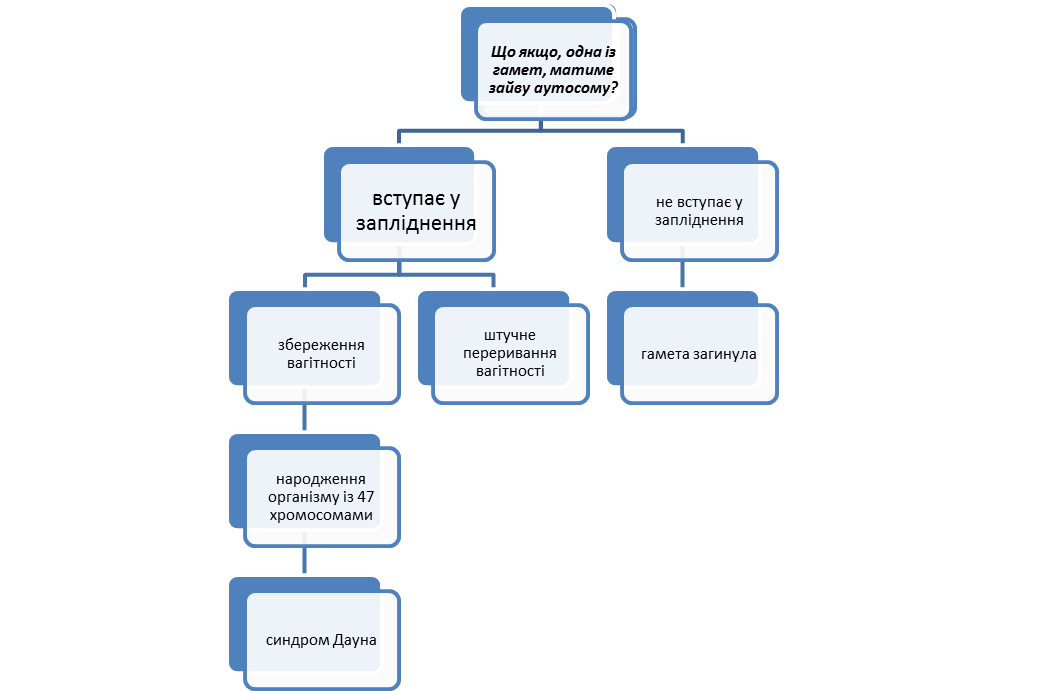 Що якщо, одна із
гамет, матиме
зайву аутосому?
вступає у
запліднення
не вступає у
запліднення
збереження
вагітності
штучне
переривання
вагітності
гамета загинула
народження
організму із 47
хромосомами
синдром Дауна